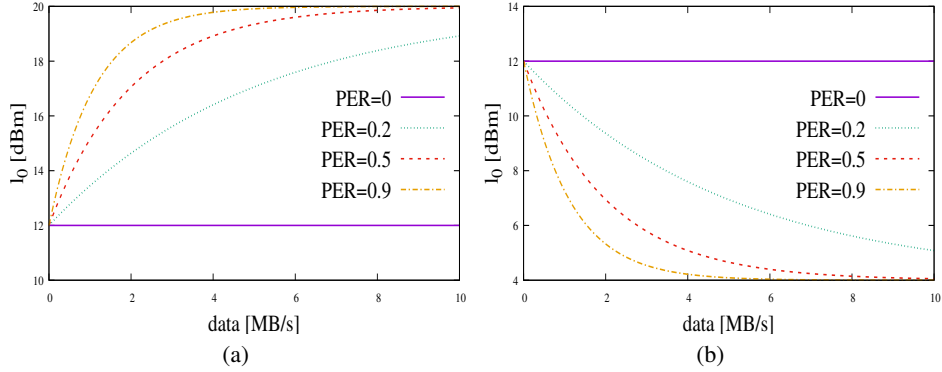 20
18
16
14
12
10
l₀ [dBm]
PER=0
PER=0.2
PER=0.5
PER=0.9
0 2 4 6 8 10
data [MB/s]
(a)
14
12
10
8
6
4
l₀ [dBm]
PER=0
PER=0.2
PER=0.5
PER=0.9
0 2 4 6 8 10
data [MB/s]
(b)